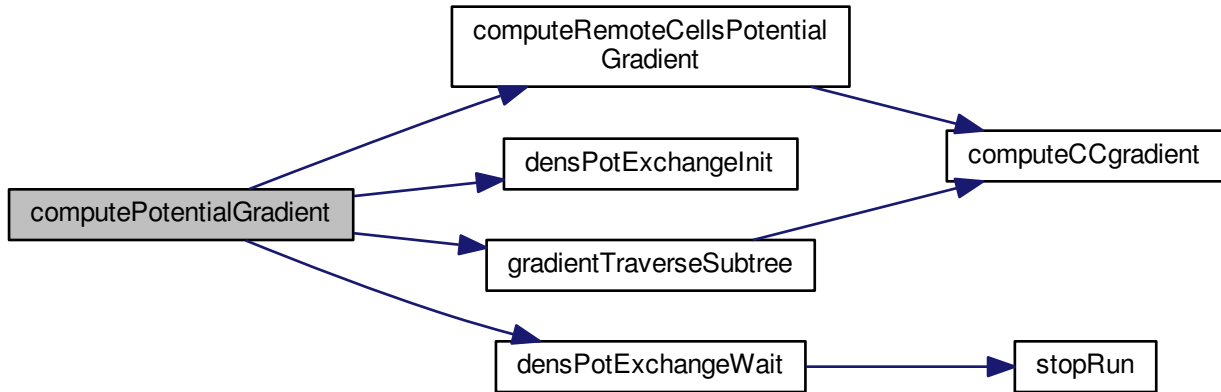 computePotentialGradient
computeRemoteCellsPotential
Gradient
densPotExchangeInit
gradientTraverseSubtree
densPotExchangeWait
computeCCgradient
stopRun